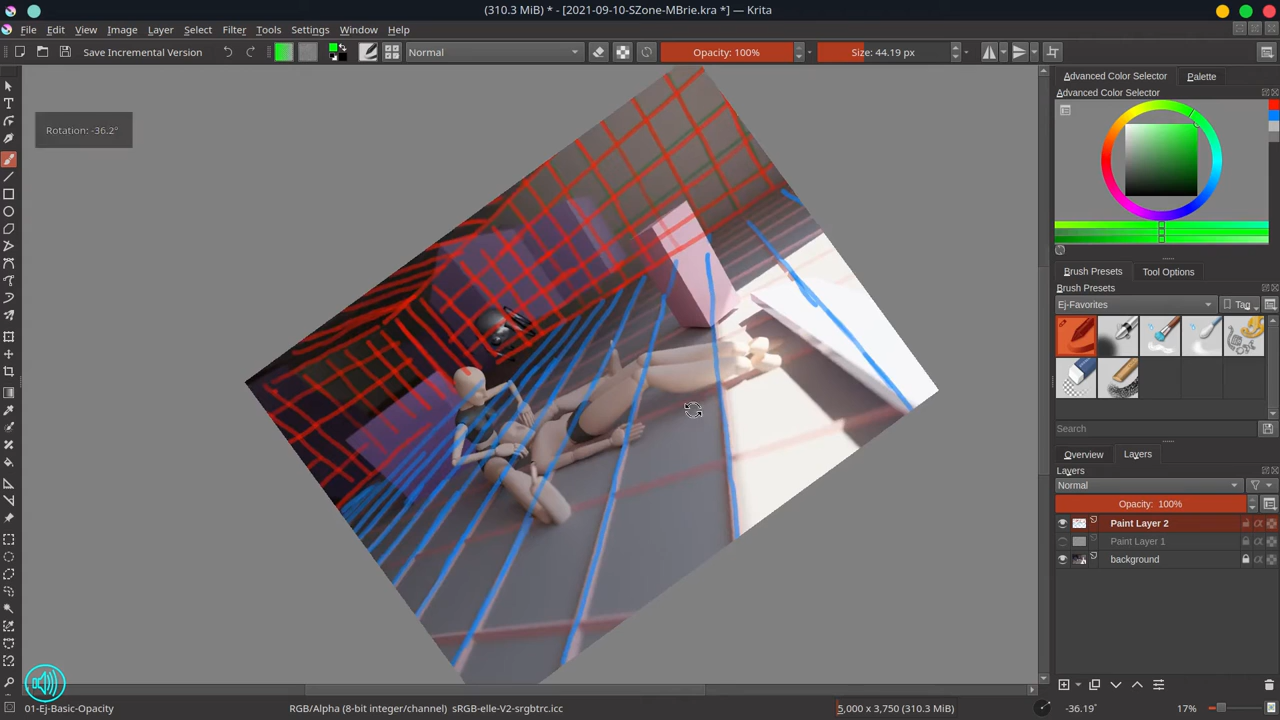 (310.3 MiB) * - [2021-09-10-SZone-MBrie.kra *] — Krita
File Edit View Image Layer Select Filter Tools Settings Window Help
Save Incremental Version
Normal
Opacity: 100%
Size: 44.19 px
Advanced Color Selector
Palette
Advanced Color Selector
Rotation: -36.2°
Brush Presets
Tool Options
Brush Presets
Ej-Favorites
Tag
Search
Overview
Layers
Layers
Normal
Opacity: 100%
Paint Layer 2
Paint Layer 1
background
01-Ej-Basic-Opacity
RGB/Alpha (8-bit integer/channel) sRGB-elle-V2-srgbtrc.icc
5,000 x 3,750 (310.3 MiB)
-36.19°
17%